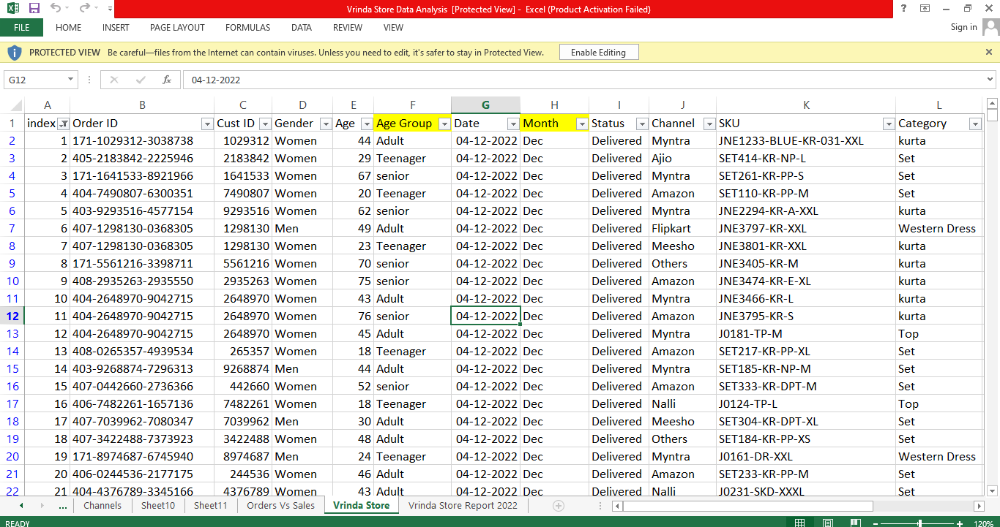 Vrinda Store Data Analysis [Protected View] - Excel (Product Activation Failed)
FILE HOME INSERT PAGE LAYOUT FORMULAS DATA REVIEW VIEW Sign in
PROTECTED VIEW Be careful—files from the Internet can contain viruses. Unless you need to edit, it's safer to stay in Protected View. Enable Editing
G12 fx 04-12-2022
A B C D E F G H I J K L
1 index Order ID Cust ID Gender Age Age Group Date Month Status Channel SKU Category
2 1 171-1029312-3038738 1029312 Women 44 Adult 04-12-2022 Dec Delivered Myntra JNE1233-BLUE-KR-031-XXL kurta
3 2 405-2183842-2225946 2183842 Women 29 Teenager 04-12-2022 Dec Delivered Ajio SET414-KR-NP-L Set
4 3 171-1641533-8921966 1641533 Women 67 senior 04-12-2022 Dec Delivered Myntra SET261-KR-PP-S Set
5 4 404-7490807-6300351 7490807 Women 20 Teenager 04-12-2022 Dec Delivered Amazon SET110-KR-PP-M Set
6 5 403-9293516-4577154 9293516 Women 62 senior 04-12-2022 Dec Delivered Myntra JNE2294-KR-A-XXL kurta
7 6 407-1298130-0368305 1298130 Men 49 Adult 04-12-2022 Dec Delivered Flipkart JNE3797-KR-XXL Western Dress
8 7 407-1298130-0368305 1298130 Women 23 Teenager 04-12-2022 Dec Delivered Meesho JNE3801-KR-XXL kurta
9 8 171-5561216-3398711 5561216 Women 70 senior 04-12-2022 Dec Delivered Others JNE3405-KR-M kurta
10 9 408-2935263-2935550 2935263 Women 75 senior 04-12-2022 Dec Delivered Amazon JNE3474-KR-E-XL kurta
11 10 404-2648970-9042715 2648970 Women 43 Adult 04-12-2022 Dec Delivered Myntra JNE3466-KR-L kurta
12 11 404-2648970-9042715 2648970 Women 76 senior 04-12-2022 Dec Delivered Amazon JNE3795-KR-S kurta
13 12 404-2648970-9042715 2648970 Women 45 Adult 04-12-2022 Dec Delivered Myntra J0181-TP-M Top
14 13 408-0265357-4939534 265357 Women 18 Teenager 04-12-2022 Dec Delivered Amazon SET217-KR-PP-XL Set
15 14 403-9268874-7296313 9268874 Men 44 Adult 04-12-2022 Dec Delivered Myntra SET185-KR-NP-M Set
16 15 407-0442660-2736366 442660 Women 52 senior 04-12-2022 Dec Delivered Amazon SET333-KR-DPT-M Set
17 16 406-7482261-1657136 7482261 Women 18 Teenager 04-12-2022 Dec Delivered Nalli J0124-TP-L Top
18 17 407-7039962-7080347 7039962 Men 30 Adult 04-12-2022 Dec Delivered Meesho SET304-KR-DPT-XL Set
19 18 407-3422488-7373923 3422488 Women 48 Adult 04-12-2022 Dec Delivered Others SET184-KR-PP-XS Set
20 19 171-8974687-6745940 8974687 Men 24 Teenager 04-12-2022 Dec Delivered Myntra J0161-DR-XXL Western Dress
21 20 406-0244536-2177175 244536 Women 46 Adult 04-12-2022 Dec Delivered Amazon SET233-KR-PP-M Set
22 21 404-4376789-3345166 4376789 Women 43 Adult 04-12-2022 Dec Delivered Nalli J0231-SKD-XXXL Set
... Channels Sheet10 Sheet11 Orders Vs Sales Vrinda Store Vrinda Store Report 2022
READY 120%